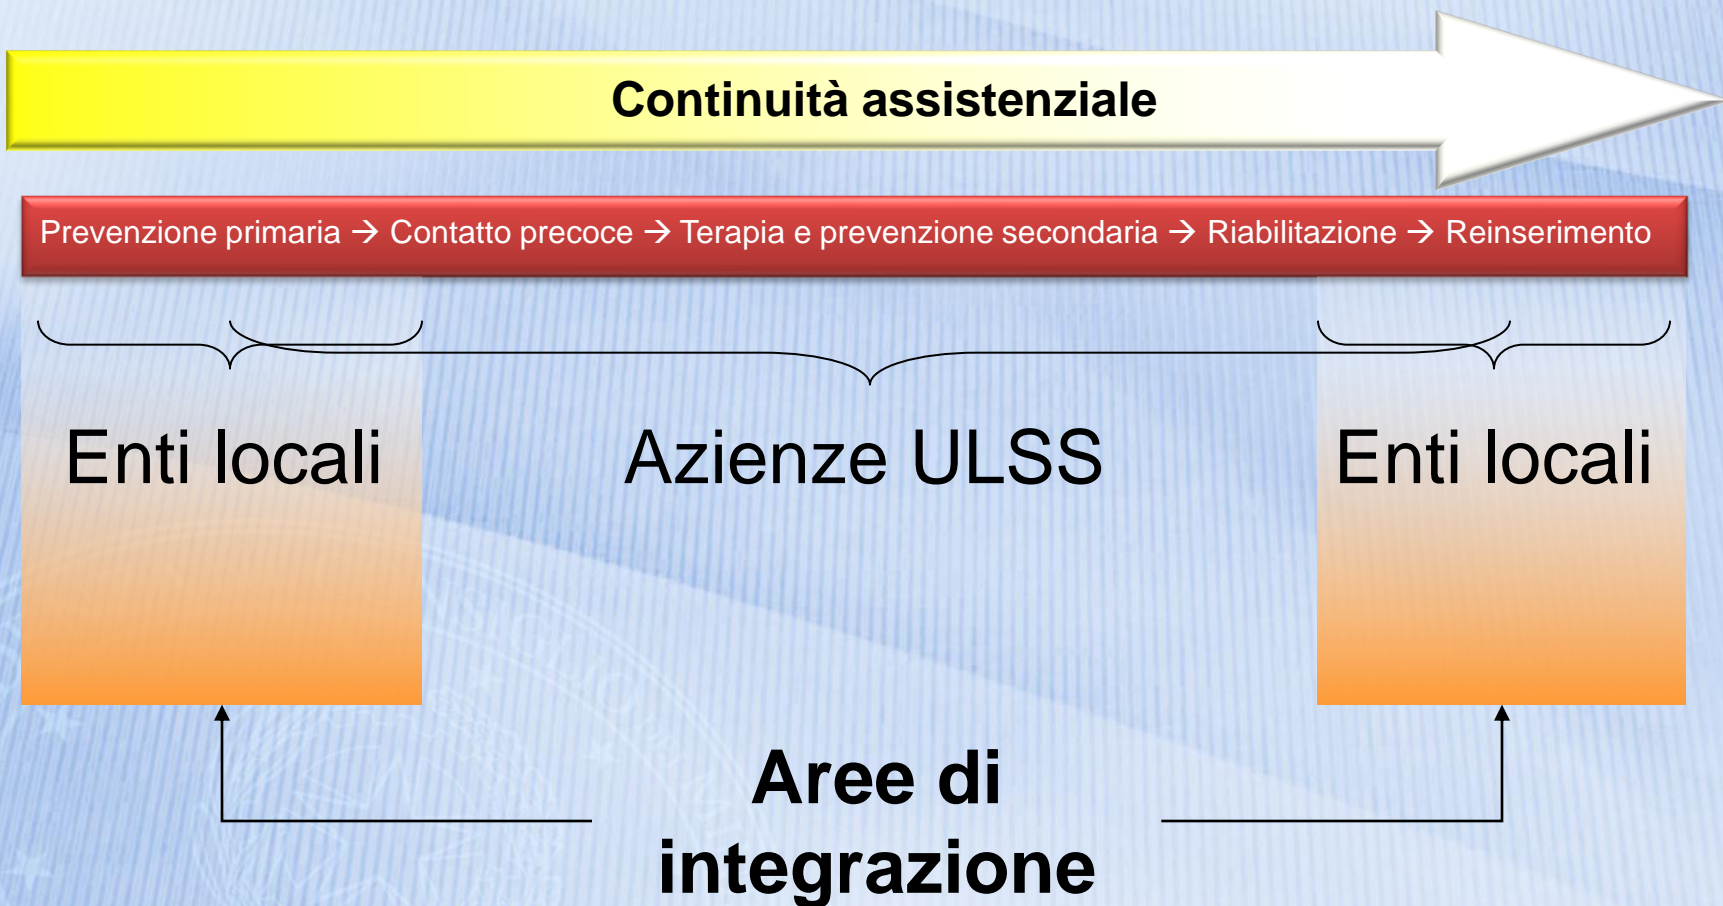 Continuità assistenziale
Prevenzione primaria → Contatto precoce → Terapia e prevenzione secondaria → Riabilitazione → Reinserimento
Enti locali
Azienze ULSS
Enti locali
Aree di
integrazione